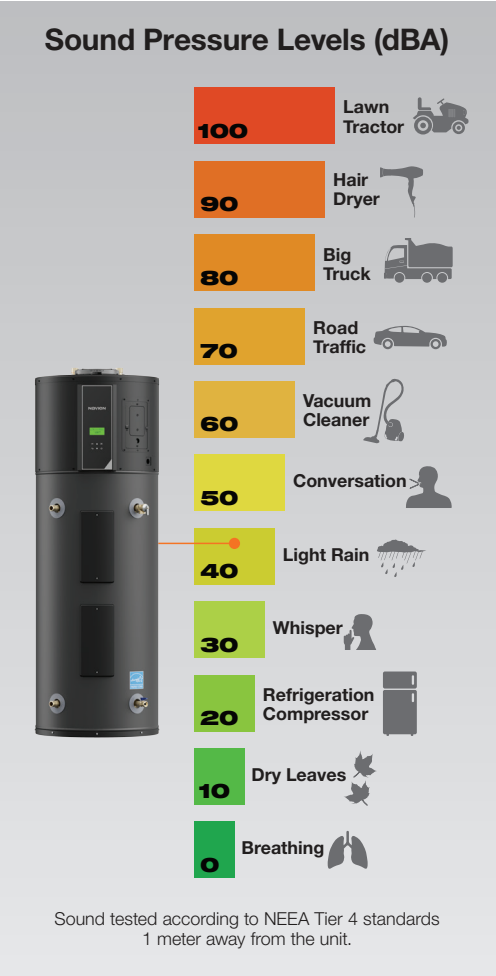 Sound Pressure Levels (dBA)
100
Lawn
Tractor
90
Hair
Dryer
80
Big
Truck
70
Road
Traffic
60
Vacuum
Cleaner
NAVIEN
50
Conversation
40
Light Rain
30
Whisper
20
Refrigeration
Compressor
10
Dry Leaves
0
Breathing
Sound tested according to NEEA Tier 4 standards
1 meter away from the unit.